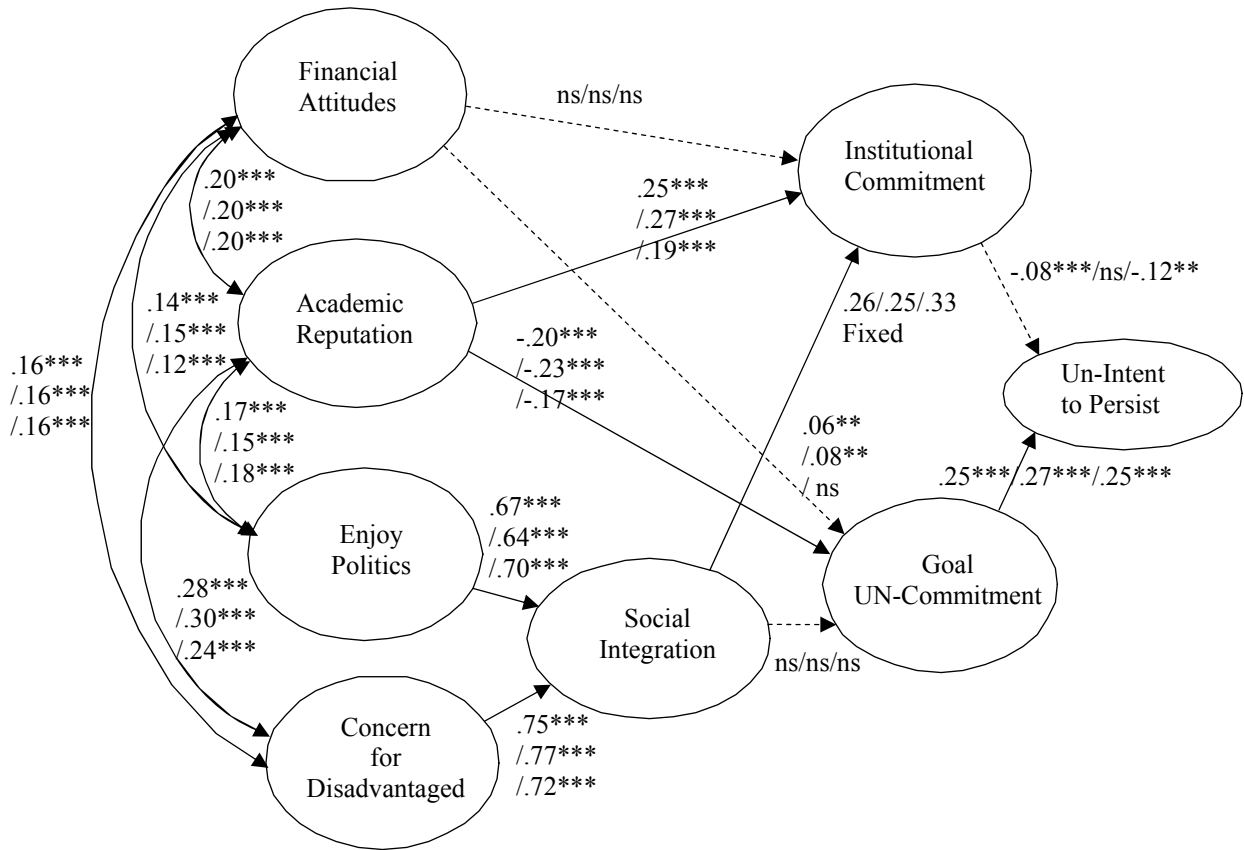 Financial
Attitudes
ns/ns/ns
Institutional
Commitment
.20***
/.20***
/.20***
.25***
/.27***
/.19***
-.08***/ns/-.12**
Academic
Reputation
.14***
/.15***
/.12***
.26/.25/.33
Fixed
-.20***
/-.23***
/-.17***
.16***
/.16***
/.16***
Un-Intent
to Persist
.17***
/.15***
/.18***
.06**
/.08**
/ ns
.25***/.27***/.25***
Enjoy
Politics
.67***
/.64***
/.70***
Goal
UN-Commitment
.28***
/.30***
/.24***
Social
Integration
ns/ns/ns
Concern
for
Disadvantaged
.75***
/.77***
/.72***